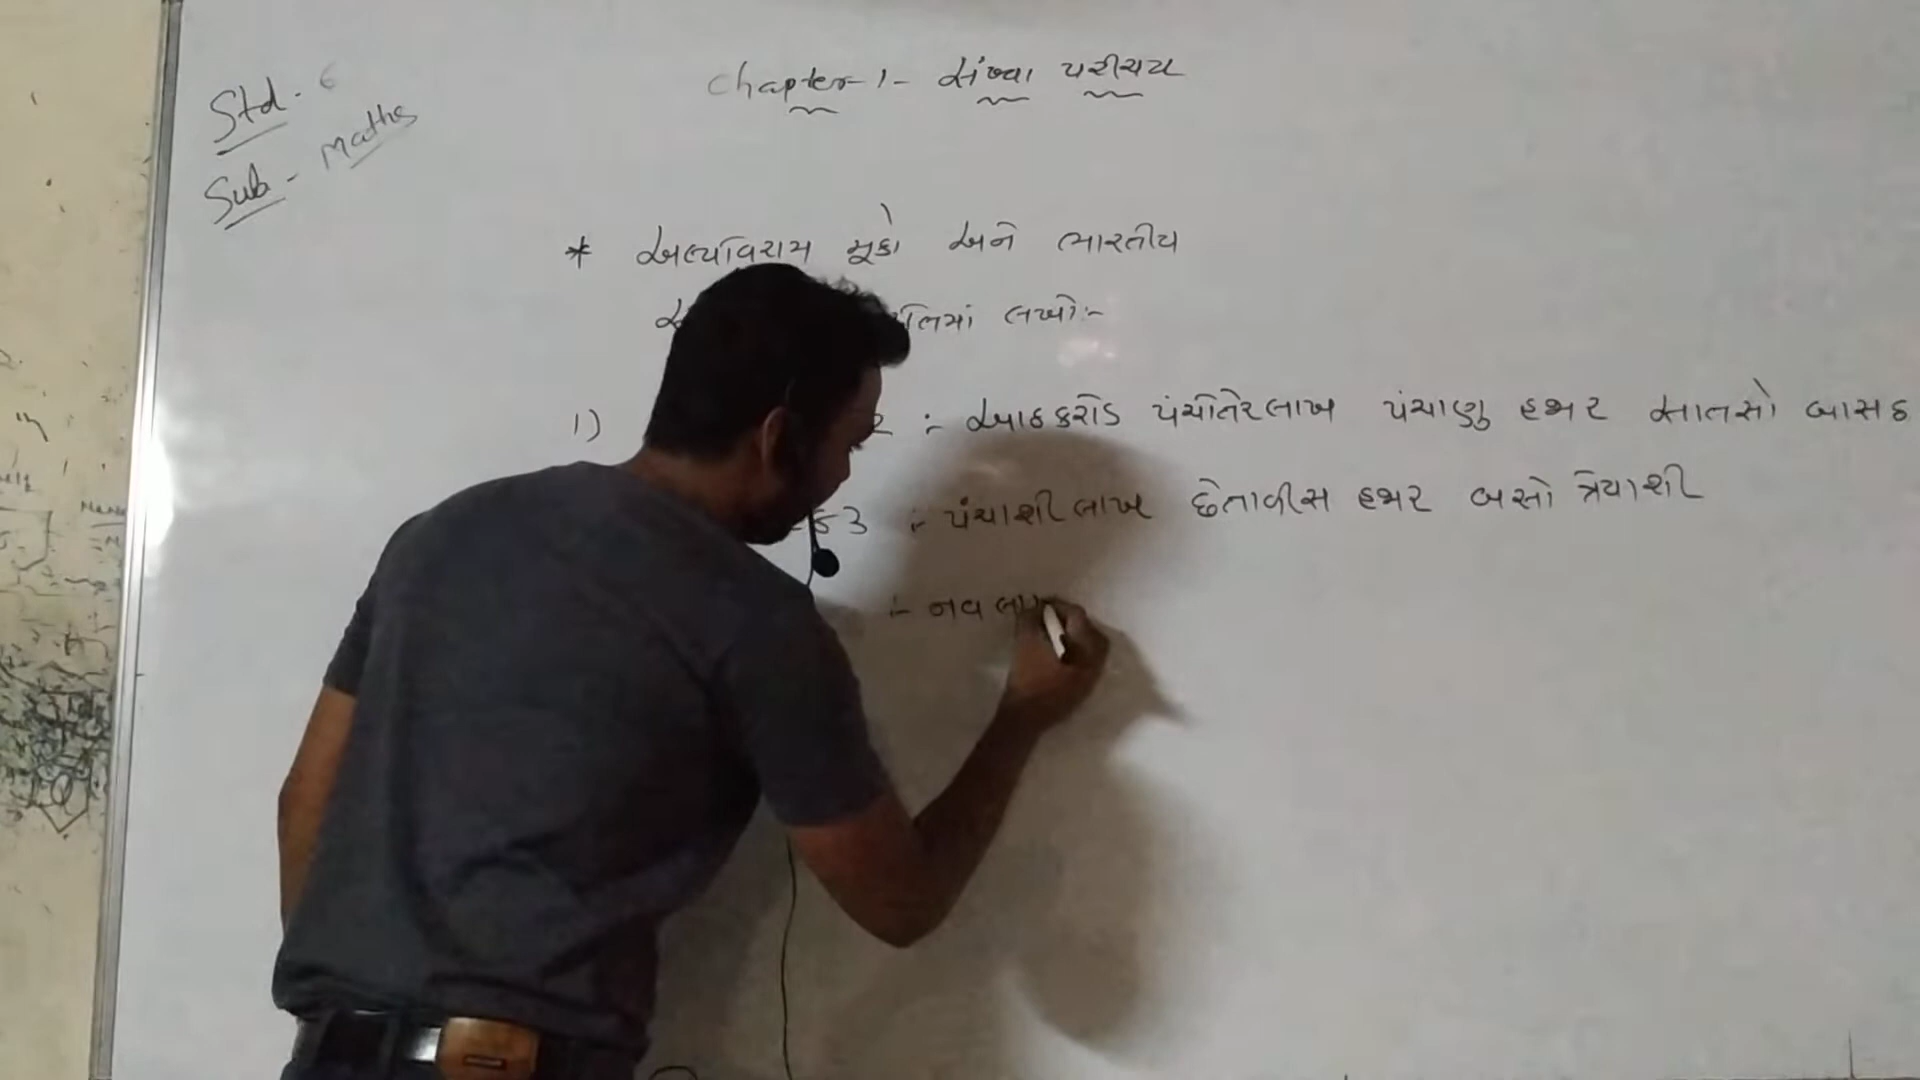 Std. 6
Sub - Maths
Chapter-1- સંખ્યા પરીચય
* અલ્પવિરામ મૂકો અને ભારતીય
લખો:-
1) :- આઠ કરોડ પંચોતેર લાખ પંચાણુ હજાર સાતસો બાસઠ
83 :- પંચાશી લાખ છેતાલીસ હજાર બસો ત્રેયાશી
:- નવ લાખ